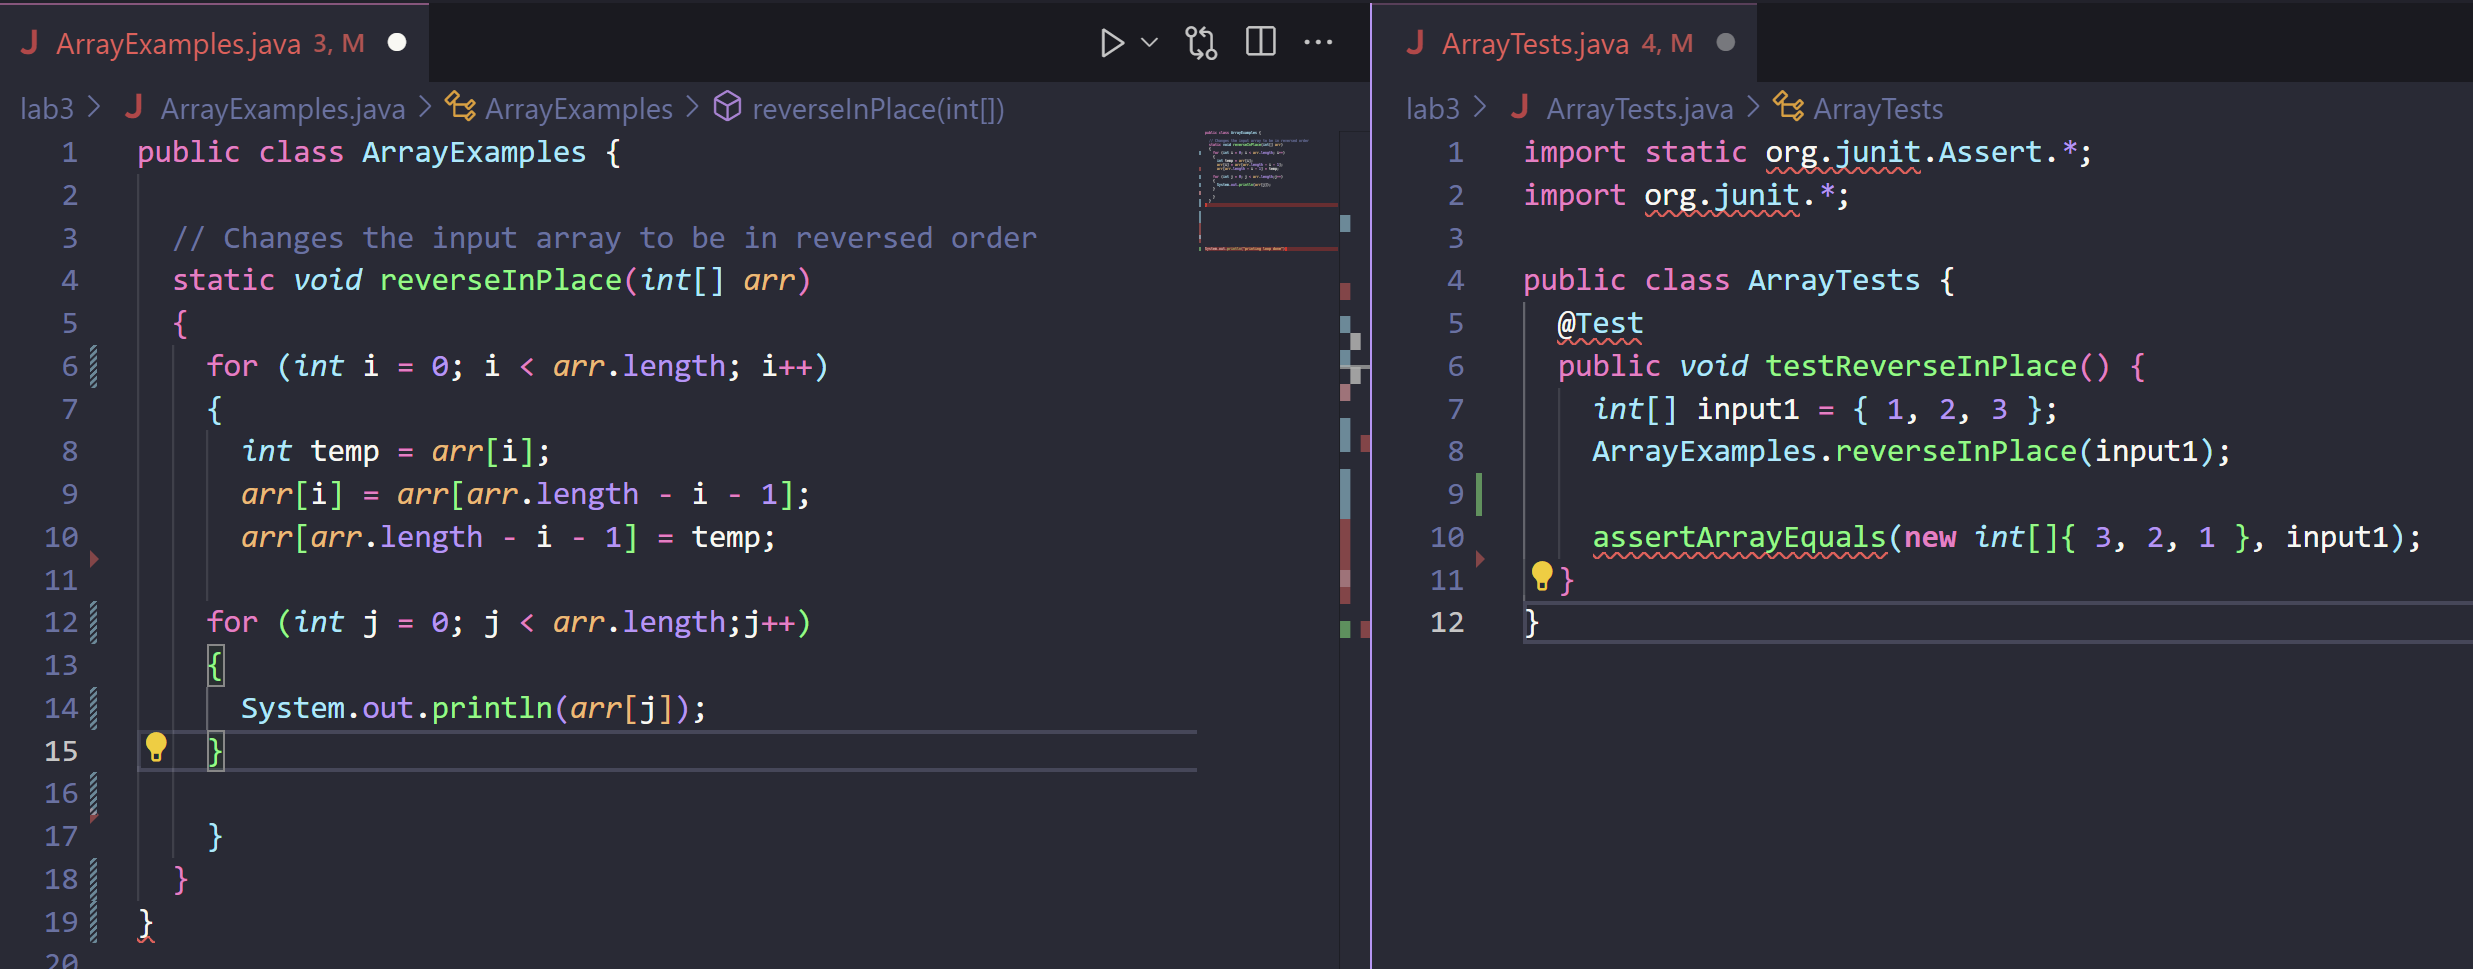 ArrayExamples.java 3, M
lab3 > ArrayExamples.java > ArrayExamples > reverseInPlace(int[])
1 public class ArrayExamples {
2
3 // Changes the input array to be in reversed order
4 static void reverseInPlace(int[] arr)
5 {
6 for (int i = 0; i < arr.length; i++)
7 {
8 int temp = arr[i];
9 arr[i] = arr[arr.length - i - 1];
10 arr[arr.length - i - 1] = temp;
11
12 for (int j = 0; j < arr.length;j++)
13 {
14 System.out.println(arr[j]);
15 }
16
17 }
18 }
19 }
20
ArrayTests.java 4, M
lab3 > ArrayTests.java > ArrayTests
1 import static org.junit.Assert.*;
2 import org.junit.*;
3
4 public class ArrayTests {
5 @Test
6 public void testReverseInPlace() {
7 int[] input1 = { 1, 2, 3 };
8 ArrayExamples.reverseInPlace(input1);
9
10 assertArrayEquals(new int[]{ 3, 2, 1 }, input1);
11 }
12 }